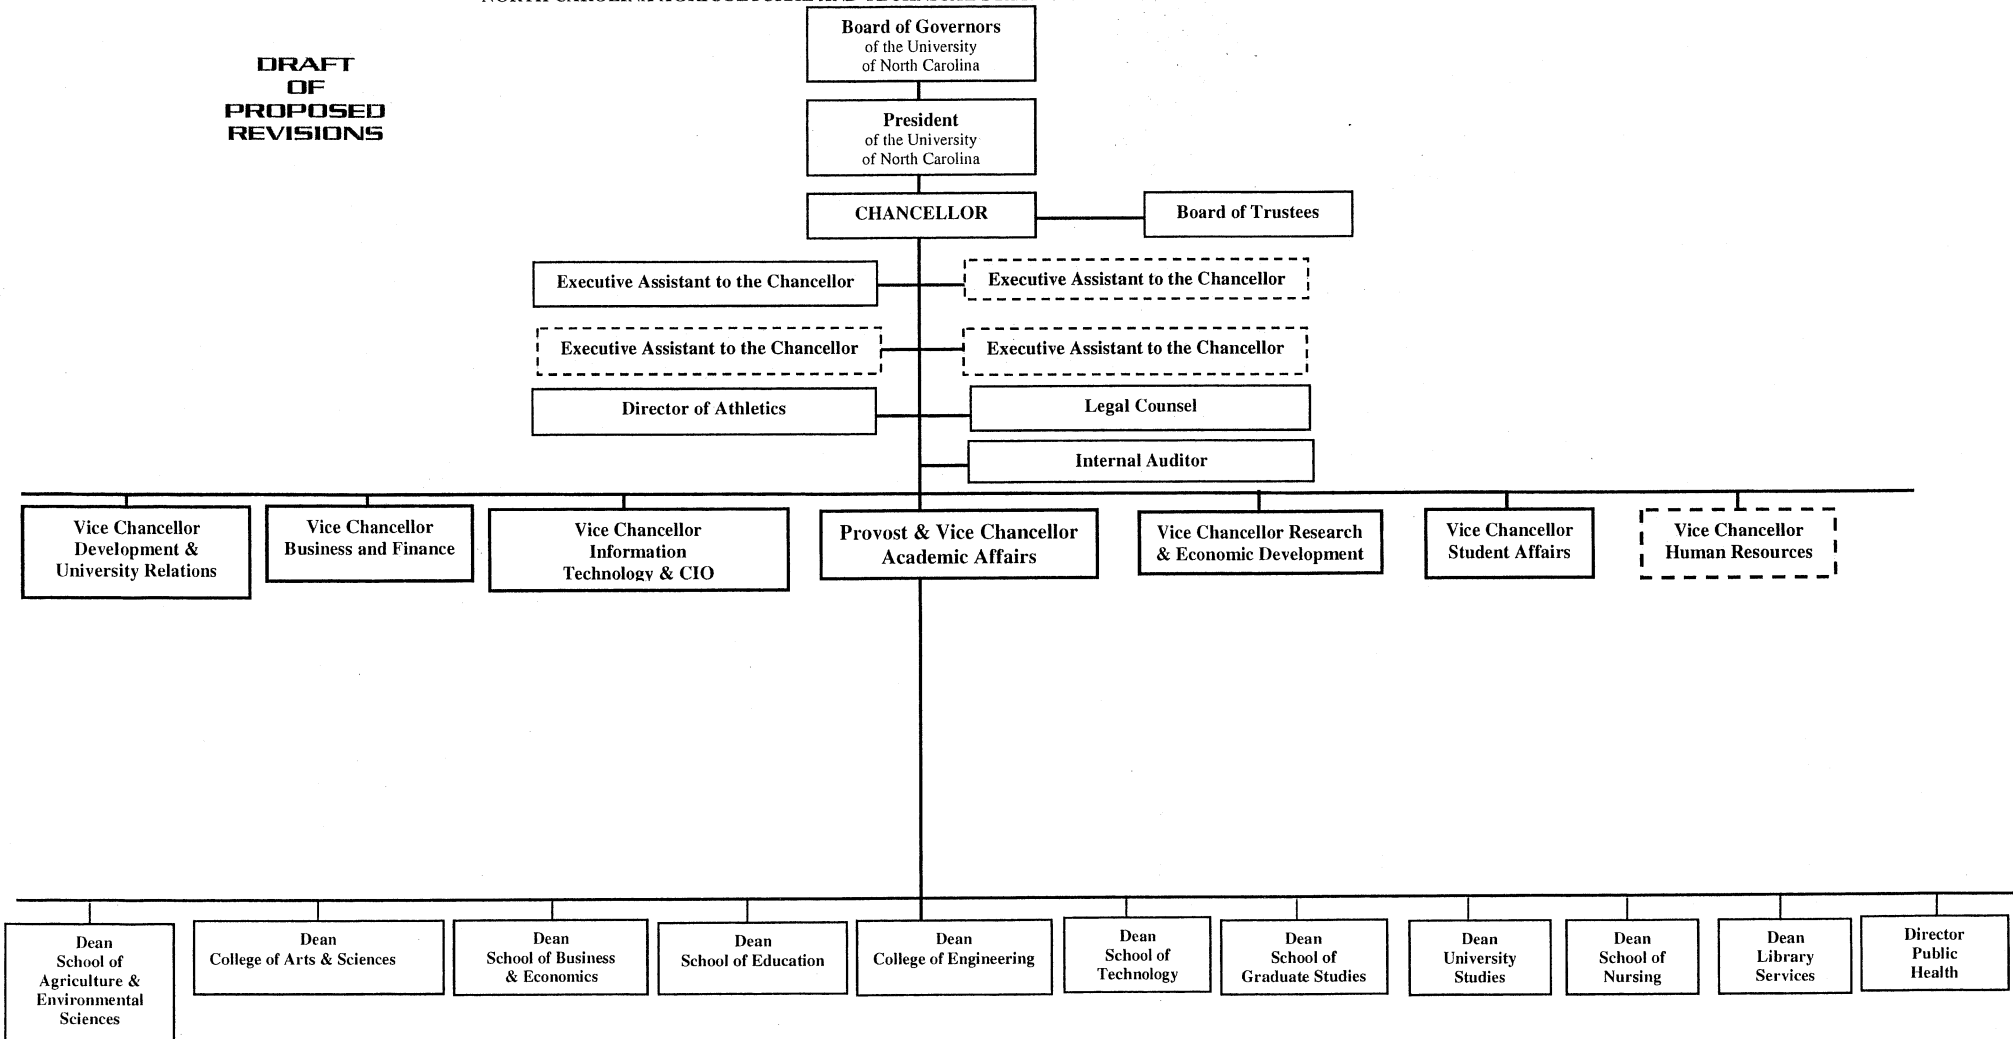 Board of Governors
of the University
of North Carolina
DRAFT
OF
PROPOSED
REVISIONS
President
of the University
of North Carolina
CHANCELLOR
Board of Trustees
Executive Assistant to the Chancellor
Executive Assistant to the Chancellor
Executive Assistant to the Chancellor
Executive Assistant to the Chancellor
Director of Athletics
Legal Counsel
Internal Auditor
Vice Chancellor
Development &
University Relations
Vice Chancellor
Business and Finance
Vice Chancellor
Information
Technology & CIO
Provost & Vice Chancellor
Academic Affairs
Vice Chancellor Research
& Economic Development
Vice Chancellor
Student Affairs
Vice Chancellor
Human Resources
Dean
School of
Agriculture &
Environmental
Sciences
Dean
College of Arts & Sciences
Dean
School of Business
& Economics
Dean
School of Education
Dean
College of Engineering
Dean
School of
Technology
Dean
School of
Graduate Studies
Dean
University
Studies
Dean
School of
Nursing
Dean
Library
Services
Director
Public
Health